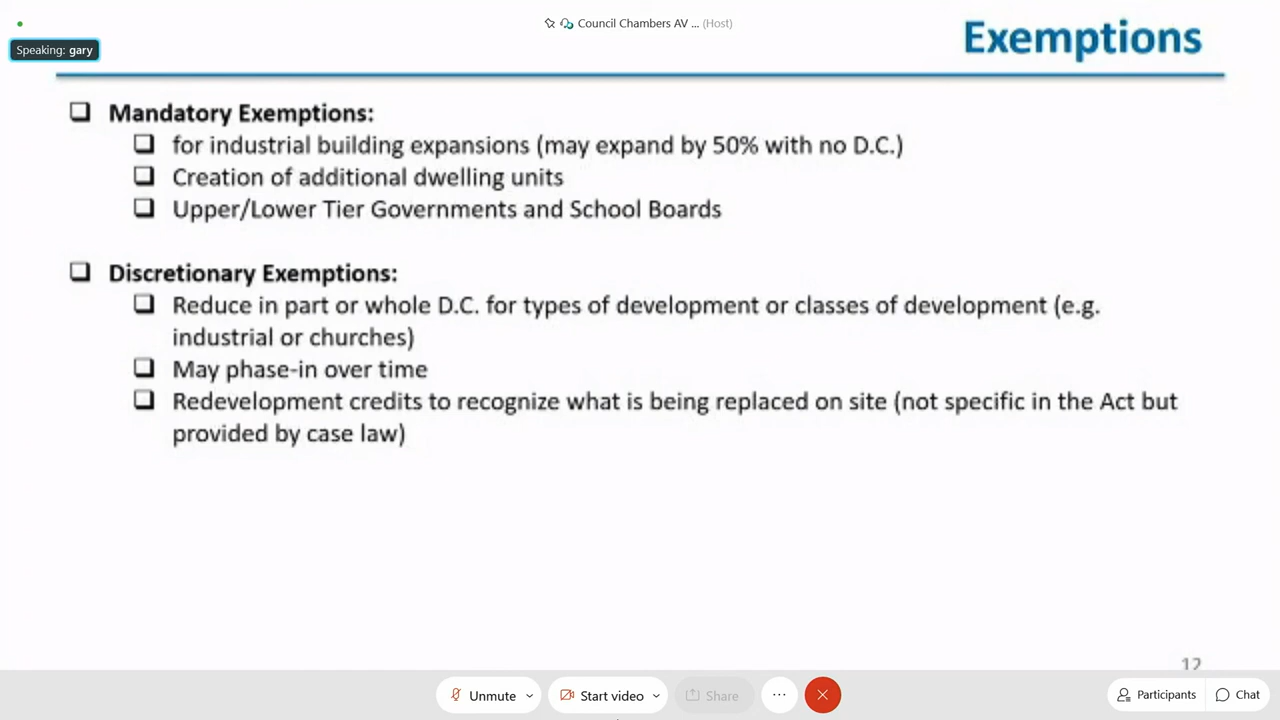 Council Chambers AV ... (Host)
Exemptions
Speaking: gary
Mandatory Exemptions:
for industrial building expansions (may expand by 50% with no D.C.)
Creation of additional dwelling units
Upper/Lower Tier Governments and School Boards
Discretionary Exemptions:
Reduce in part or whole D.C. for types of development or classes of development (e.g.
industrial or churches)
May phase-in over time
Redevelopment credits to recognize what is being replaced on site (not specific in the Act but
provided by case law)
12
Unmute
Start video
Share
Participants
Chat